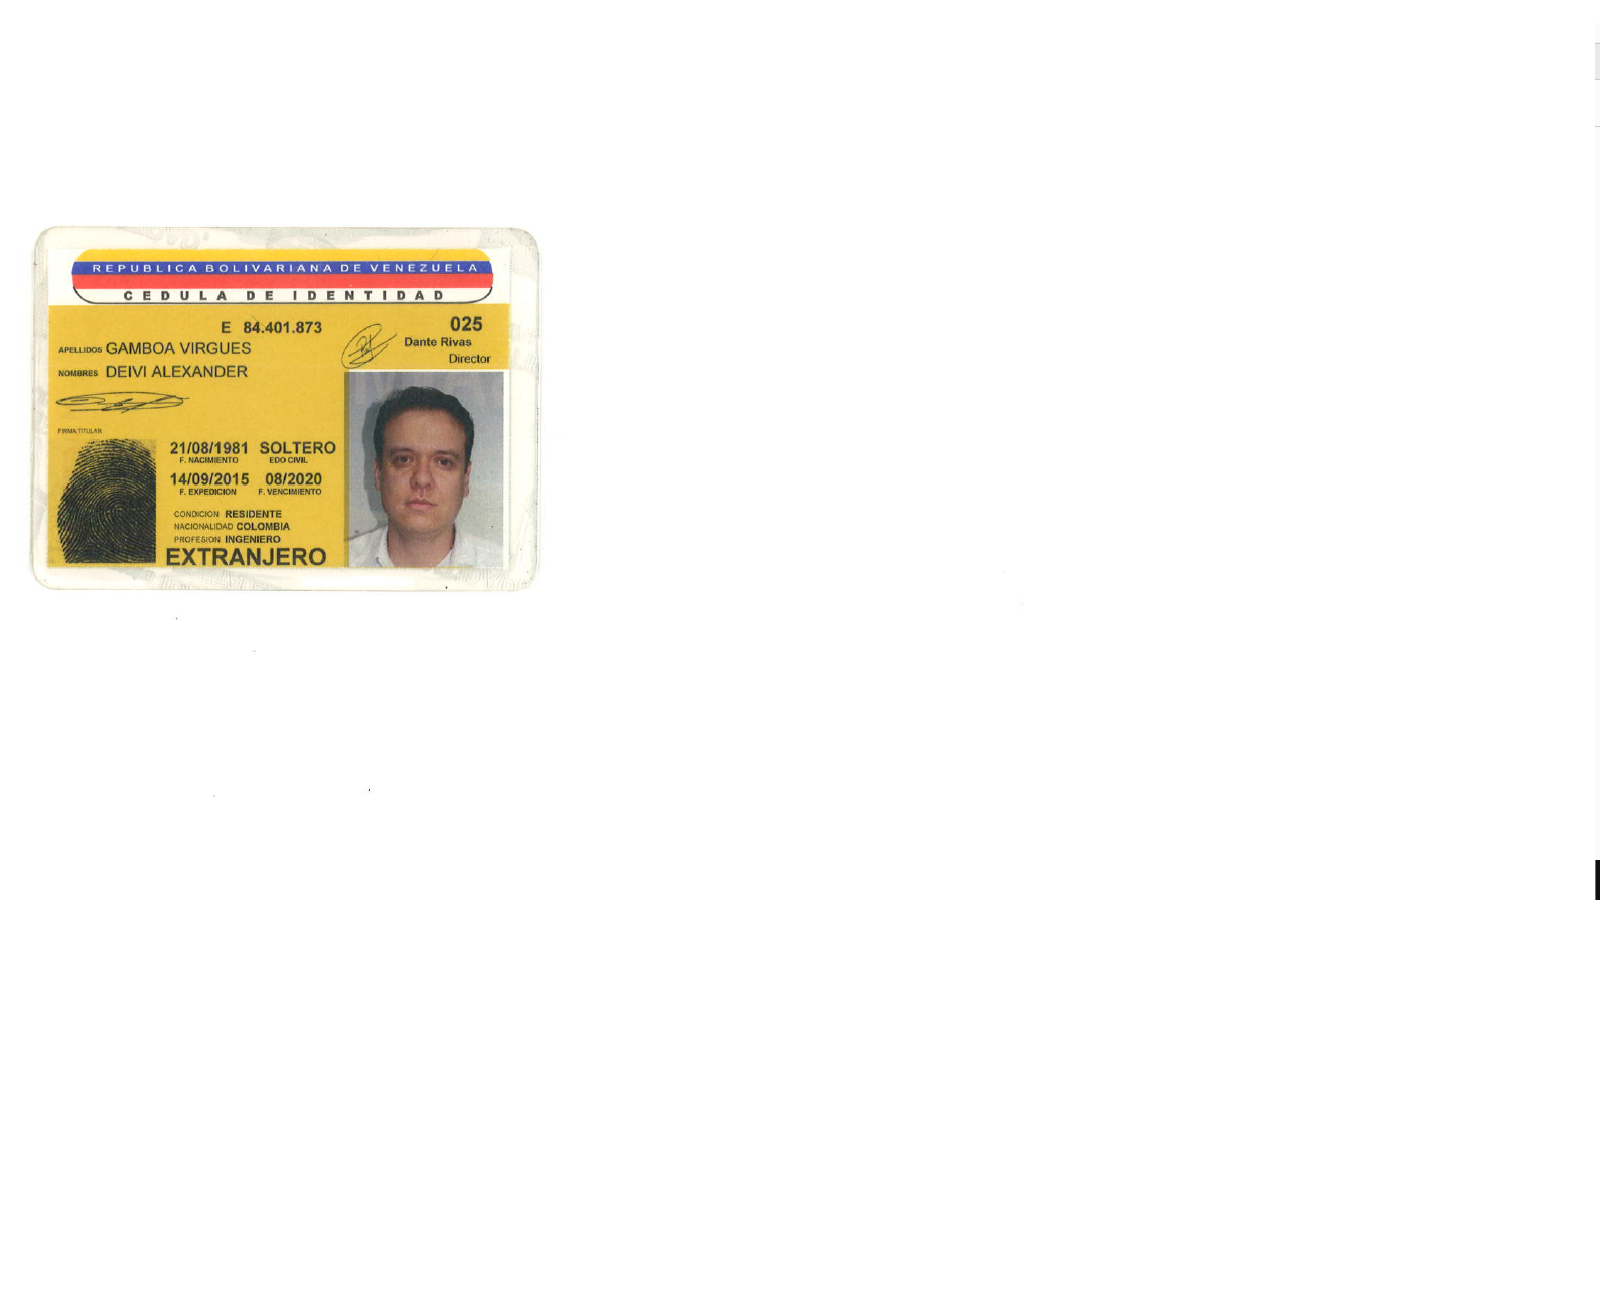 REPUBLICA BOLIVARIANA DE VENEZUELA
CEDULA DE IDENTIDAD
E 84.401.873
025
APELLIDOS GAMBOA VIRGUES
Dante Rivas
Director
NOMBRES DEIVI ALEXANDER
FIRMA TITULAR
21/08/1981 SOLTERO
F. NACIMIENTO EDO CIVIL
14/09/2015 08/2020
F. EXPEDICION F. VENCIMIENTO
CONDICION RESIDENTE
NACIONALIDAD COLOMBIA
PROFESION INGENIERO
EXTRANJERO